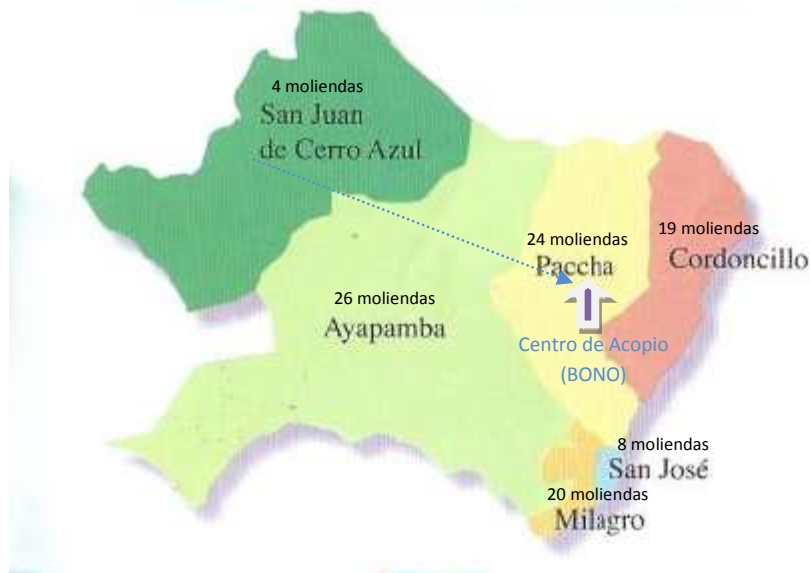 4 moliendas
San Juan
de Cerro Azul
24 moliendas
Paccha
19 moliendas
Cordoncillo
26 moliendas
Ayapamba
Centro de Acopio
(BONO)
8 moliendas
San José
20 moliendas
Milagro